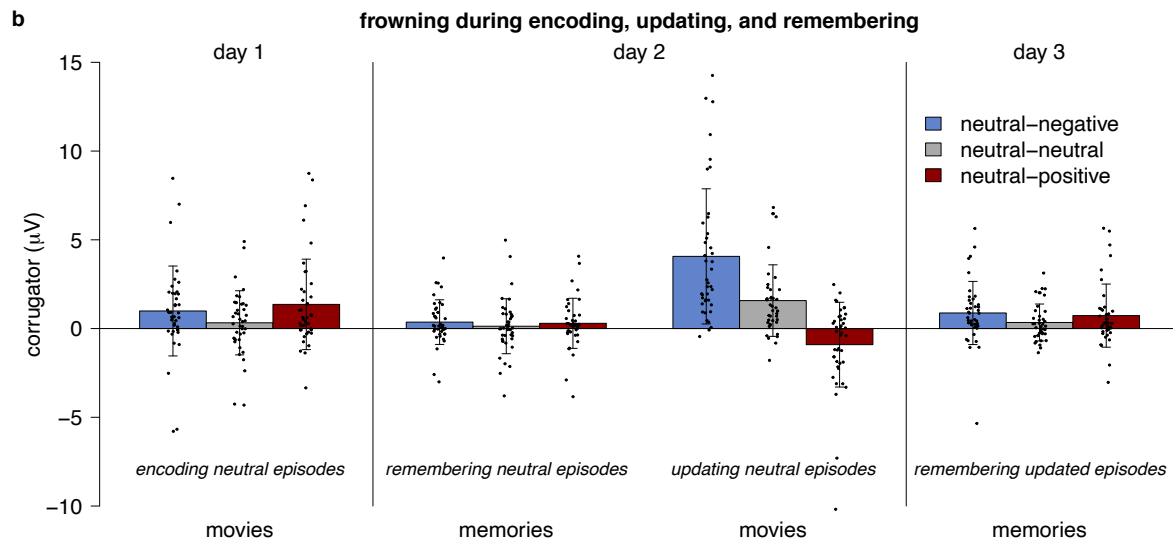 b
frowning during encoding, updating, and remembering
day 1
day 2
day 3
15
10
5
0
−5
−10
corrugator (µV)
neutral−negative
neutral−neutral
neutral−positive
encoding neutral episodes
remembering neutral episodes
updating neutral episodes
remembering updated episodes
movies
memories
movies
memories